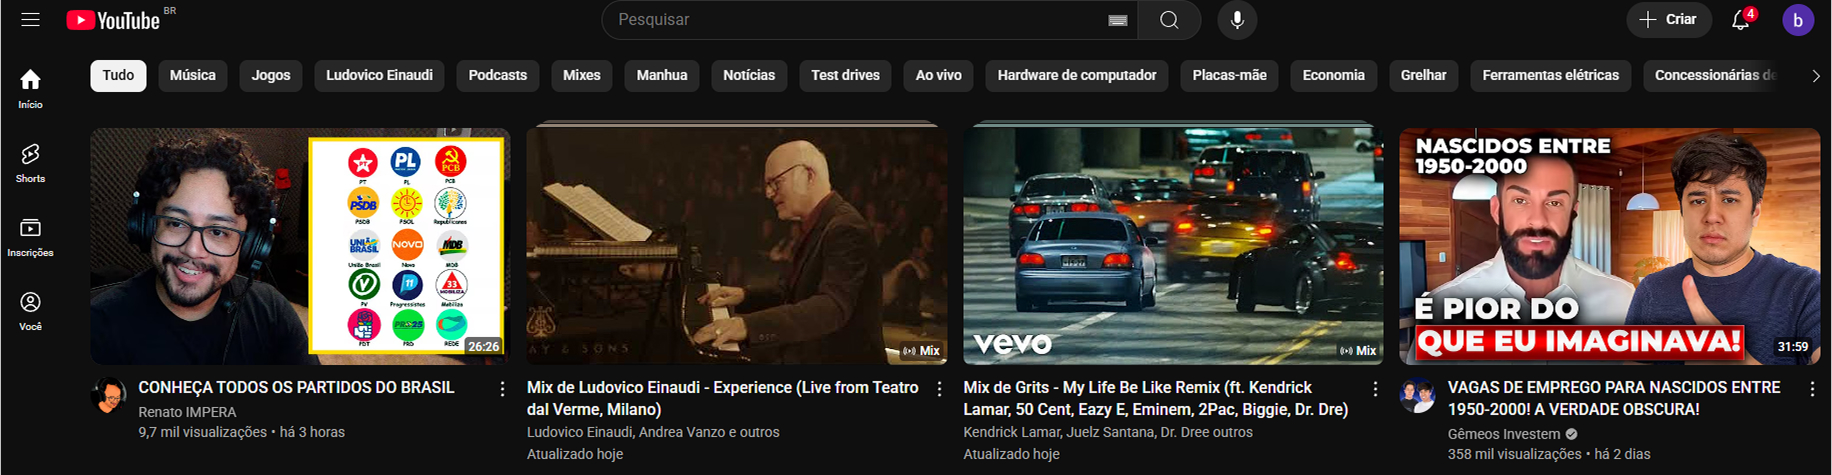 YouTube BR
Pesquisar
Criar
4
b
Tudo
Música
Jogos
Ludovico Einaudi
Podcasts
Mixes
Manhua
Notícias
Test drives
Ao vivo
Hardware de computador
Placas-mãe
Economia
Grelhar
Ferramentas elétricas
Concessionárias de
Início
Shorts
Inscrições
Você
PT
PL
PCB
PSDB
PSOL
Republicanos
UNIÃO BRASIL
União Brasil
NOVO
Novo
MDB
MDB
PV
11
Progressistas
33
MOBILIZA
Mobiliza
PDT
PRD25
PRD
REDE
26:26
CONHEÇA TODOS OS PARTIDOS DO BRASIL
Renato IMPERA
9,7 mil visualizações • há 3 horas
AY & SONS
Mix
Mix de Ludovico Einaudi - Experience (Live from Teatro
dal Verme, Milano)
Ludovico Einaudi, Andrea Vanzo e outros
Atualizado hoje
vevo
Mix
Mix de Grits - My Life Be Like Remix (ft. Kendrick
Lamar, 50 Cent, Eazy E, Eminem, 2Pac, Biggie, Dr. Dre)
Kendrick Lamar, Juelz Santana, Dr. Dree outros
Atualizado hoje
NASCIDOS ENTRE
1950-2000
É PIOR DO
QUE EU IMAGINAVA!
31:59
VAGAS DE EMPREGO PARA NASCIDOS ENTRE
1950-2000! A VERDADE OBSCURA!
Gêmeos Investem
358 mil visualizações • há 2 dias